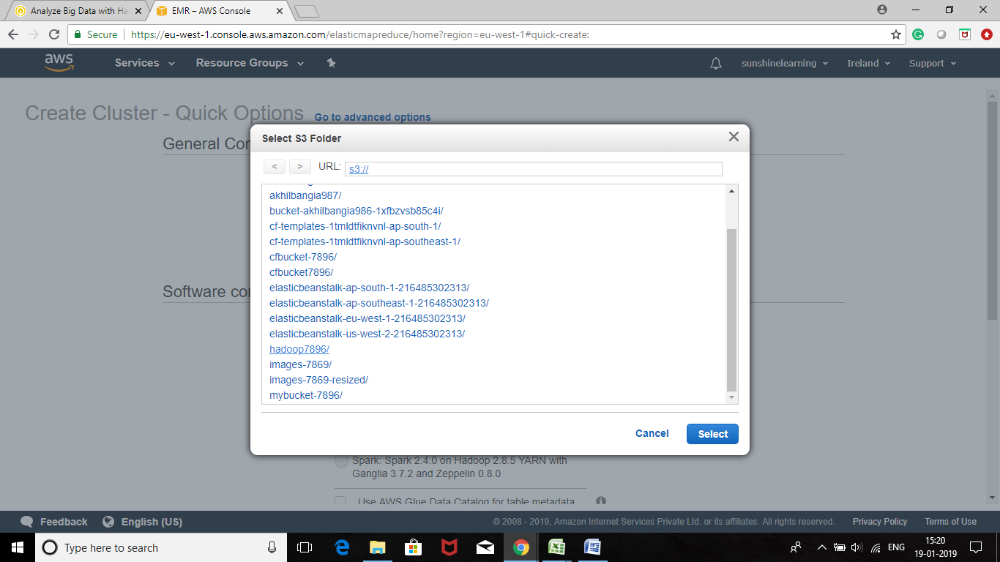 Analyze Big Data with Ha
EMR – AWS Console
Secure
https://eu-west-1.console.aws.amazon.com/elasticmapreduce/home?region=eu-west-1#quick-create:
aws
Services
Resource Groups
sunshinelearning
Ireland
Support
Create Cluster - Quick Options
Go to advanced options
General Cor
Select S3 Folder
<
>
URL:
s3://
akhilbangia987/
bucket-akhilbangia986-1xfbzvsb85c4i/
cf-templates-1tmldtfiknvnl-ap-south-1/
cf-templates-1tmldtfiknvnl-ap-southeast-1/
cfbucket-7896/
cfbucket7896/
elasticbeanstalk-ap-south-1-216485302313/
Software cor
elasticbeanstalk-ap-southeast-1-216485302313/
elasticbeanstalk-eu-west-1-216485302313/
elasticbeanstalk-us-west-2-216485302313/
hadoop7896/
images-7869/
images-7869-resized/
mybucket-7896/
Cancel
Select
Spark: Spark 2.4.0 on Hadoop 2.8.5 YARN with
Ganglia 3.7.2 and Zeppelin 0.8.0
Use AWS Glue Data Catalog for table metadata
Feedback
English (US)
© 2008 - 2019, Amazon Internet Services Private Ltd. or its affiliates. All rights reserved.
Privacy Policy
Terms of Use
Type here to search
ENG
15:20
19-01-2019